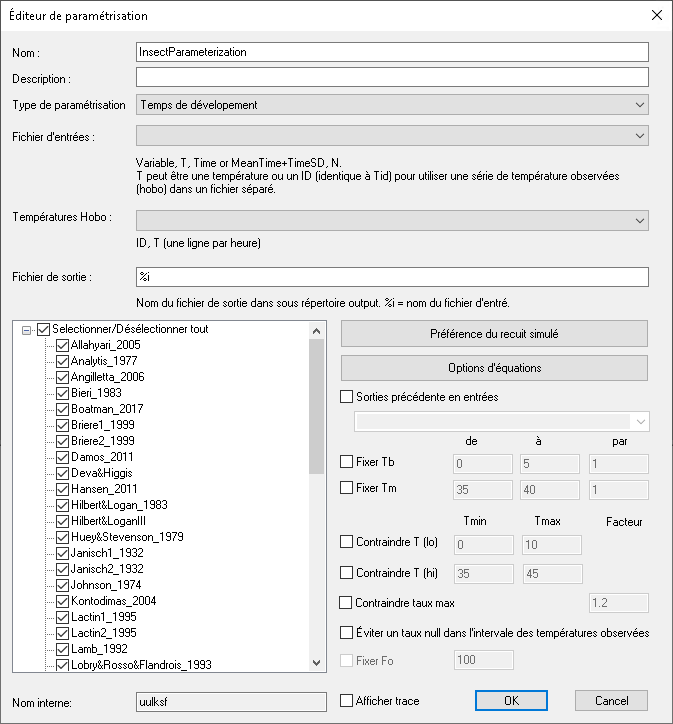 Éditeur de paramétrisation
Nom :
InsectParameterization
Description :
Type de paramétrisation
Temps de dévelopement
Fichier d'entrées :
Variable, T, Time or MeanTime+TimeSD, N.
T peut être une température ou un ID (identique à Tid) pour utiliser une série de température observées
(hobo) dans un fichier séparé.
Températures Hobo :
ID, T (une ligne par heure)
Fichier de sortie :
%i
Nom du fichier de sortie dans sous répertoire output. %i = nom du fichier d'entré.
Selectionner/Désélectionner tout
Allahyari_2005
Analytis_1977
Angilletta_2006
Bieri_1983
Boatman_2017
Briere1_1999
Briere2_1999
Damos_2011
Deva&Higgis
Hansen_2011
Hilbert&Logan_1983
Hilbert&LoganIII
Huey&Stevenson_1979
Janisch1_1932
Janisch2_1932
Johnson_1974
Kontodimas_2004
Lactin1_1995
Lactin2_1995
Lamb_1992
Lobry&Rosso&Flandrois_1993
Préférence du recuit simulé
Options d'équations
Sorties précédente en entrées
de à par
Fixer Tb 0 5 1
Fixer Tm 35 40 1
Tmin Tmax Facteur
Contraindre T (lo) 0 10
Contraindre T (hi) 35 45
Contraindre taux max 1.2
Éviter un taux null dans l'intervale des températures observées
Fixer Fo 100
Nom interne: uulksf
Afficher trace
OK
Cancel